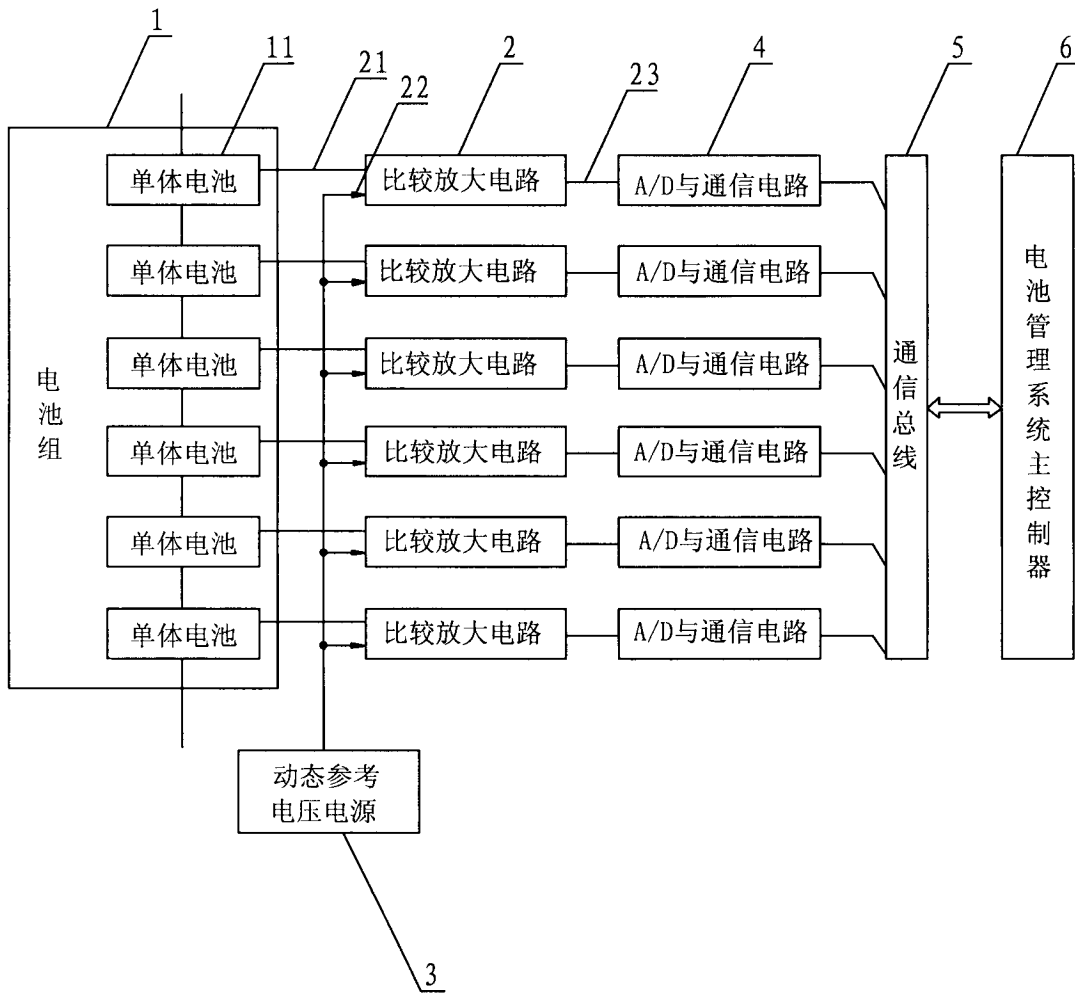 1
11
21
22
2
23
4
5
6
单体电池
比较放大电路
A/D与通信电路
单体电池
比较放大电路
A/D与通信电路
单体电池
比较放大电路
A/D与通信电路
单体电池
比较放大电路
A/D与通信电路
单体电池
比较放大电路
A/D与通信电路
单体电池
比较放大电路
A/D与通信电路
电池组
通信总线
电池管理系统主控制器
动态参考
电压电源
3